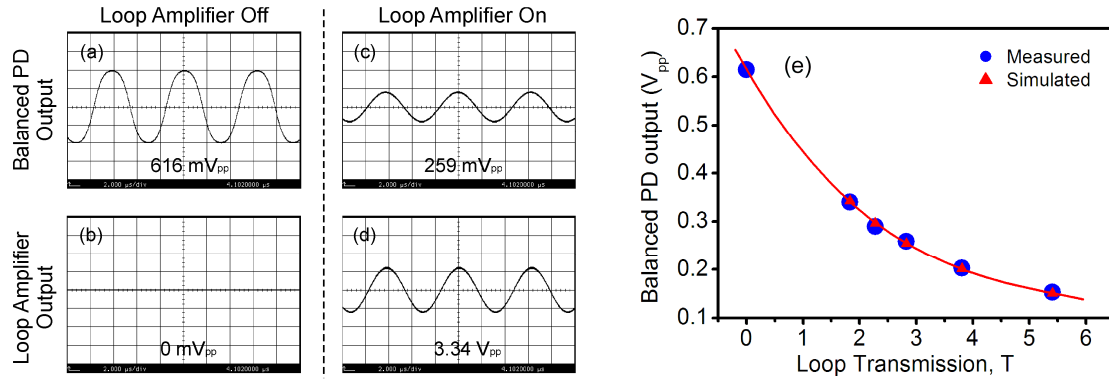 Loop Amplifier Off
Loop Amplifier On
Balanced PD
Output
(a)
616 mVpp
2.000 µs/div
4.1020000 µs
(c)
259 mVpp
2.000 µs/div
4.1020000 µs
Loop Amplifier
Output
(b)
0 mVpp
2.000 µs/div
4.1020000 µs
(d)
3.34 Vpp
2.000 µs/div
4.1020000 µs
Balanced PD output (Vpp)
0.7
0.6
0.5
0.4
0.3
0.2
0.1
(e)
Measured
Simulated
0 1 2 3 4 5 6
Loop Transmission, T